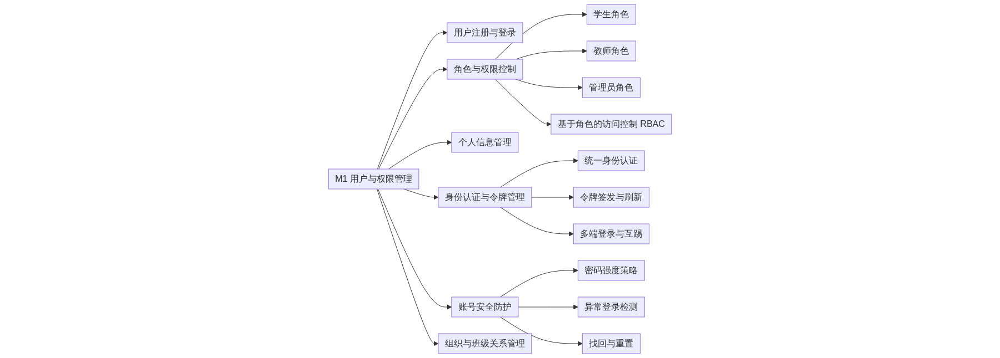 M1 用户与权限管理
用户注册与登录
角色与权限控制
学生角色
教师角色
管理员角色
基于角色的访问控制 RBAC
个人信息管理
身份认证与令牌管理
统一身份认证
令牌签发与刷新
多端登录与互踢
账号安全防护
密码强度策略
异常登录检测
找回与重置
组织与班级关系管理